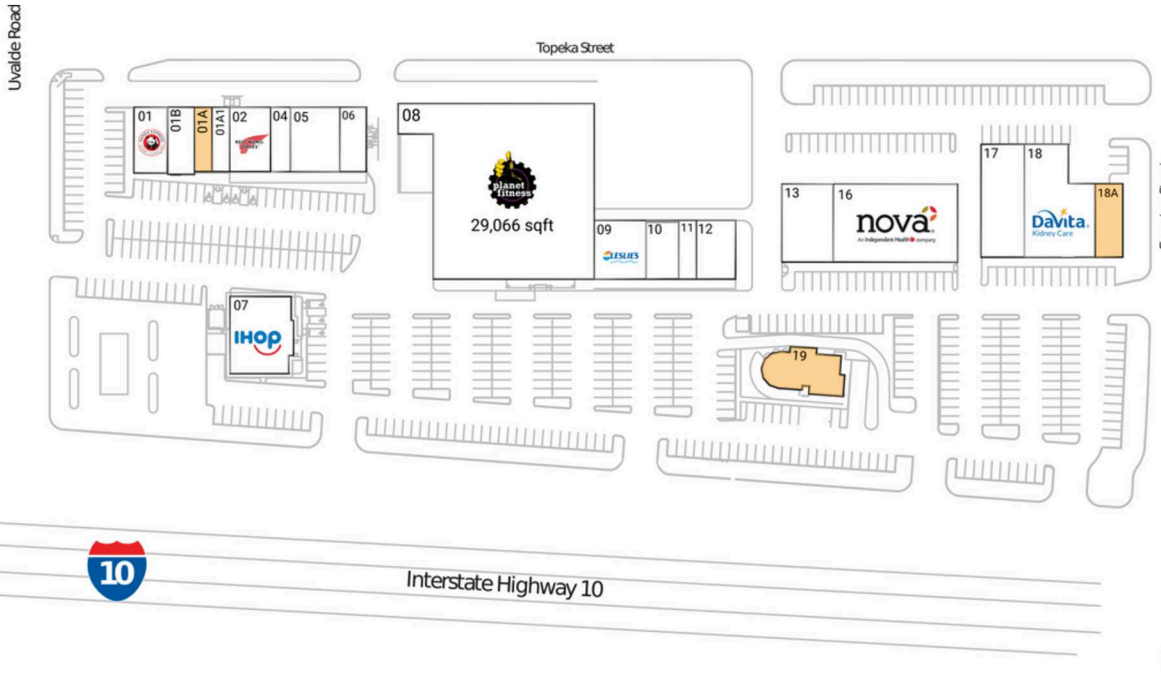 Uvalde Road
Topeka Street
01
01B
01A
01A1
02
04
05
06
08
planet
fitness
29,066 sqft
09
LESLIES
10
11
12
13
16
nova
An Independent Health company
17
18
DaVita.
Kidney Care
18A
07
IHOP
19
10
Interstate Highway 10